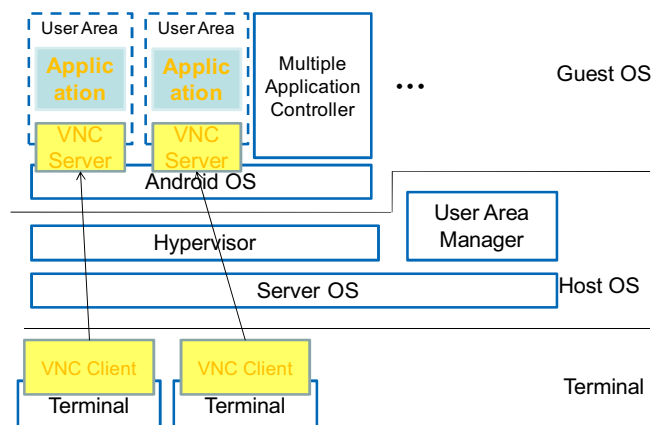 User Area
User Area
Applic
ation
Applic
ation
Multiple
Application
Controller
...
Guest OS
VNC
Server
VNC
Server
Android OS
User Area
Manager
Hypervisor
Server OS
Host OS
VNC Client
VNC Client
Terminal
Terminal
Terminal